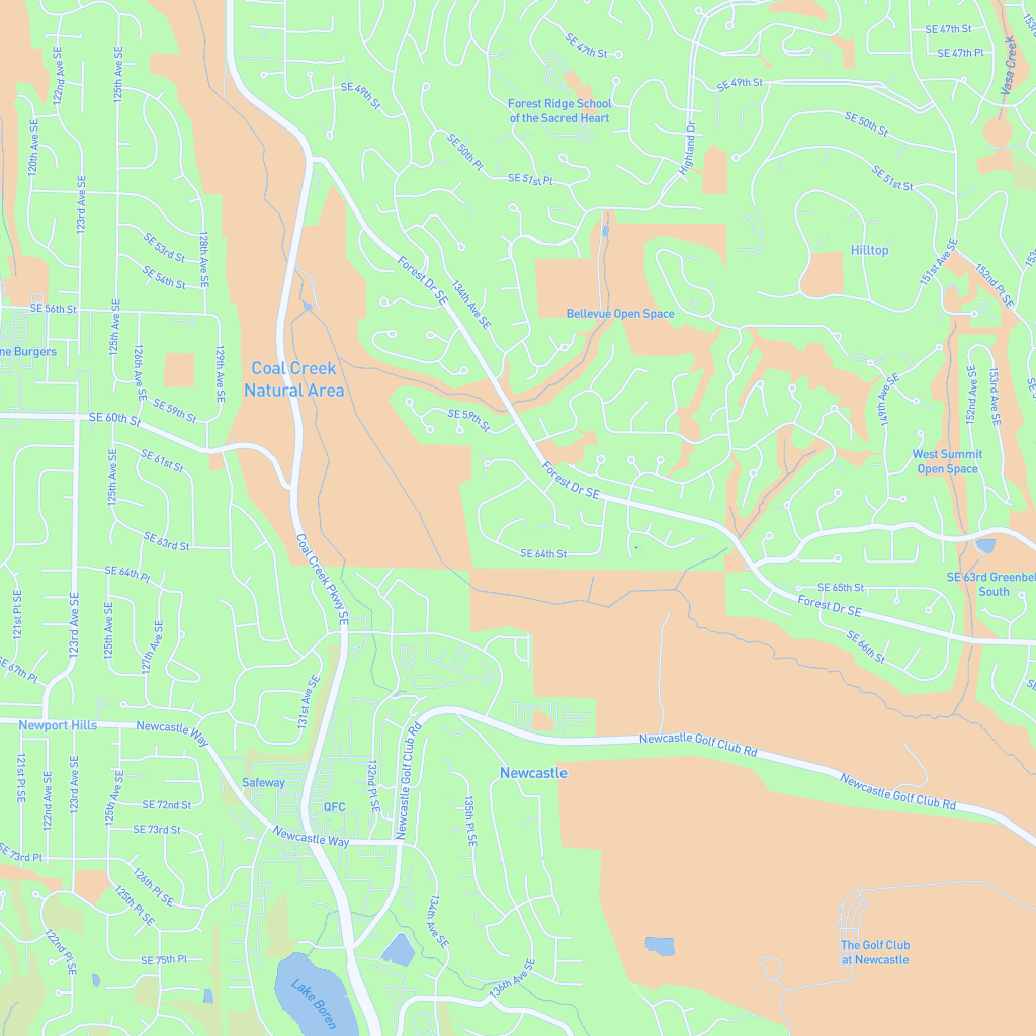 SE 47th St
153rd
SE 47th St
SE 47th Pl
Vasa Creek
122nd Ave SE
125th Ave SE
SE 49th St
SE 49th St
Forest Ridge School
of the Sacred Heart
120th Ave SE
SE 50th Pl
Highland Dr
SE 50th St
SE 51st Pl
SE 51st St
123rd Ave SE
SE 53rd St
128th Ave SE
SE 54th St
Forest Dr SE
134th Ave SE
Hilltop
151st Ave SE
152nd Pl SE
153rd
SE 56th St
Bellevue Open Space
125th Ave SE
ne Burgers
126th Ave SE
129th Ave SE
Coal Creek
Natural Area
149th Ave SE
152nd Ave SE
153rd Ave SE
SE 59th St
SE 59th St
SE 60th St
SE 61st St
125th Ave SE
Forest Dr SE
West Summit
Open Space
SE 63rd St
Coal Creek Pkwy SE
SE 64th St
SE 64th Pl
SE 63rd Greenbel
South
SE 65th St
Forest Dr SE
121st Pl SE
123rd Ave SE
125th Ave SE
127th Ave SE
SE 66th St
SE 67th Pl
131st Ave SE
Newport Hills
Newcastle Way
Newcastle Golf Club Rd
Newcastle Golf Club Rd
Newcastle
Newcastle Golf Club Rd
121st Pl SE
122nd Ave SE
123rd Ave SE
125th Ave SE
Safeway
132nd Pl SE
QFC
SE 72nd St
135th Pl SE
SE 73rd St
Newcastle Way
SE 73rd Pl
126th Pl SE
125th Pl SE
134th Ave SE
122nd Pl SE
SE 75th Pl
The Golf Club
at Newcastle
136th Ave SE
Lake Boren